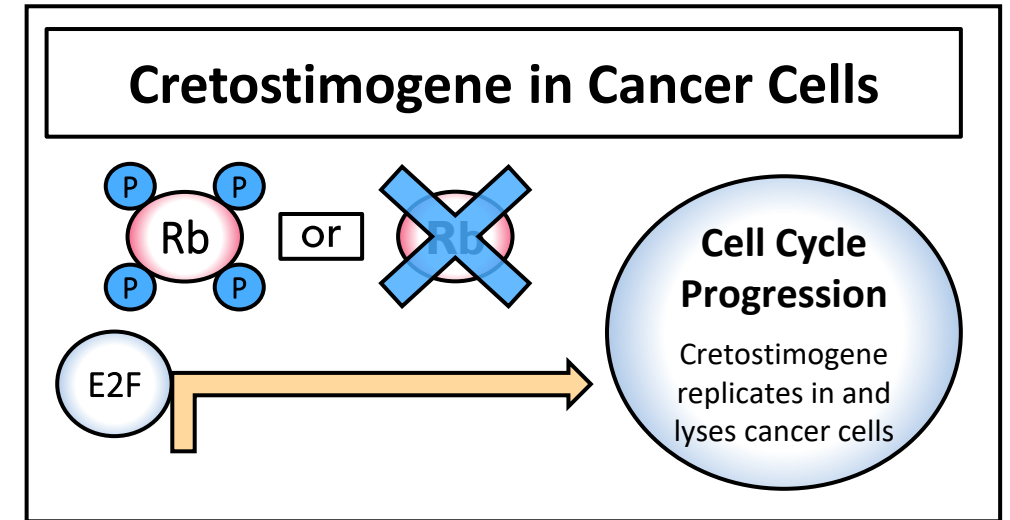 Cretostimogene in Cancer Cells
P
P
Rb
P
P
or
Rb
E2F
Cell Cycle
Progression
Cretostimogene
replicates in and
lyses cancer cells